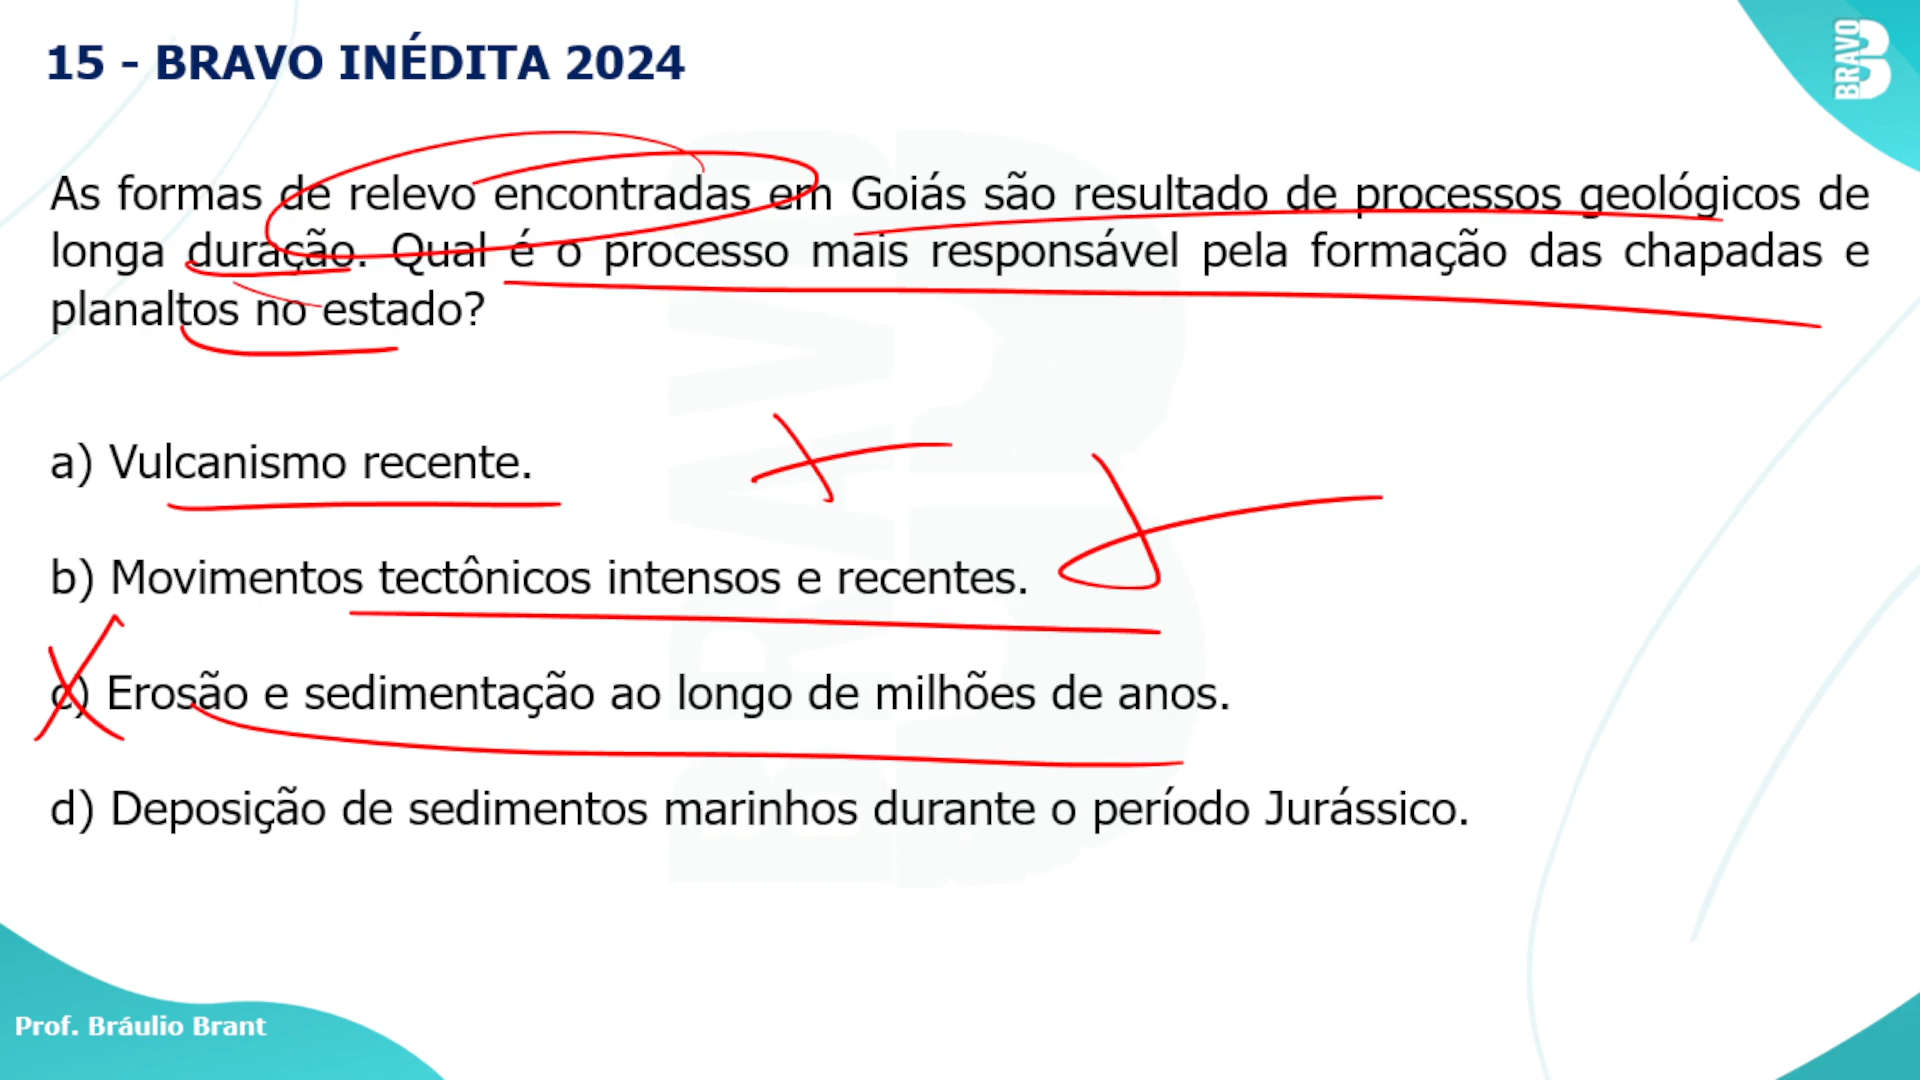 15 - BRAVO INÉDITA 2024
BRAVO
As formas de relevo encontradas em Goiás são resultado de processos geológicos de
longa duração. Qual é o processo mais responsável pela formação das chapadas e
planaltos no estado?
a) Vulcanismo recente.
b) Movimentos tectônicos intensos e recentes.
c) Erosão e sedimentação ao longo de milhões de anos.
d) Deposição de sedimentos marinhos durante o período Jurássico.
BRAVO
Prof. Bráulio Brant